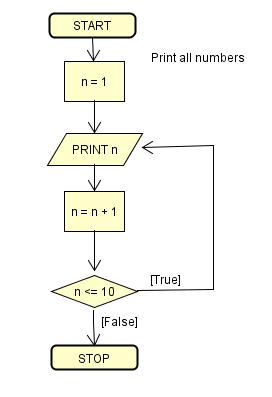 START
Print all numbers
n = 1
PRINT n
n = n + 1
[True]
n <= 10
[False]
STOP